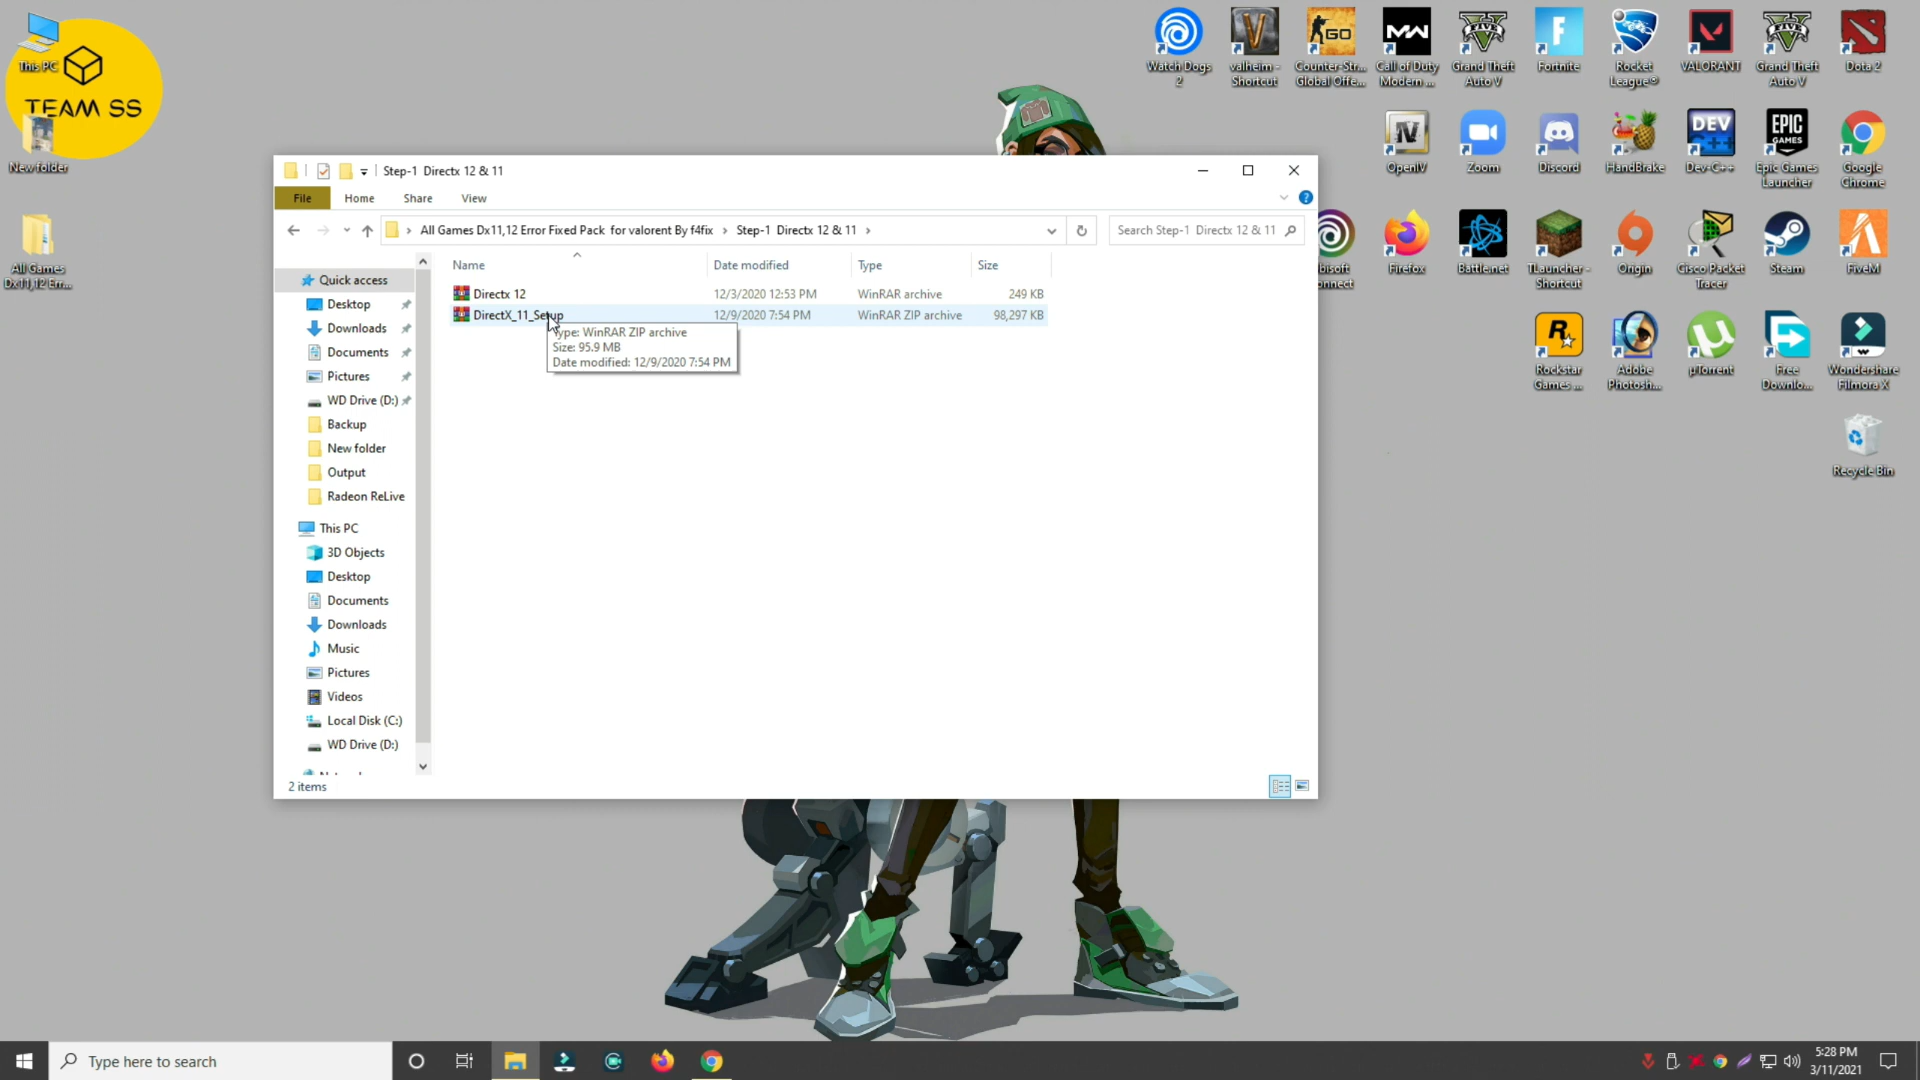 This PC
TEAM SS
New folder
All Games
Dx11,12 Err...
Watch Dogs
2
valheim -
Shortcut
Counter-Str...
Global Offe...
Call of Duty
Modern ...
Grand Theft
Auto V
Fortnite
Rocket
League®
VALORANT
Grand Theft
Auto V
Dota 2
OpenIV
Zoom
Discord
HandBrake
Dev-C++
Epic Games
Launcher
Google
Chrome
Firefox
Battle.net
TLauncher -
Shortcut
Origin
Cisco Packet
Tracer
Steam
FiveM
Rockstar
Games ...
Adobe
Photosh...
µTorrent
Free
Downlo...
Wondershare
Filmora X
Recycle Bin
Step-1 Directx 12 & 11
File Home Share View
All Games Dx11,12 Error Fixed Pack for valorent By f4fix > Step-1 Directx 12 & 11 >
Search Step-1 Directx 12 & 11
Name Date modified Type Size
Directx 12 12/3/2020 12:53 PM WinRAR archive 249 KB
DirectX_11_Setup 12/9/2020 7:54 PM WinRAR ZIP archive 98,297 KB
Type: WinRAR ZIP archive
Size: 95.9 MB
Date modified: 12/9/2020 7:54 PM
Quick access
Desktop
Downloads
Documents
Pictures
WD Drive (D:)
Backup
New folder
Output
Radeon ReLive
This PC
3D Objects
Desktop
Documents
Downloads
Music
Pictures
Videos
Local Disk (C:)
WD Drive (D:)
2 items
Type here to search
5:28 PM
3/11/2021